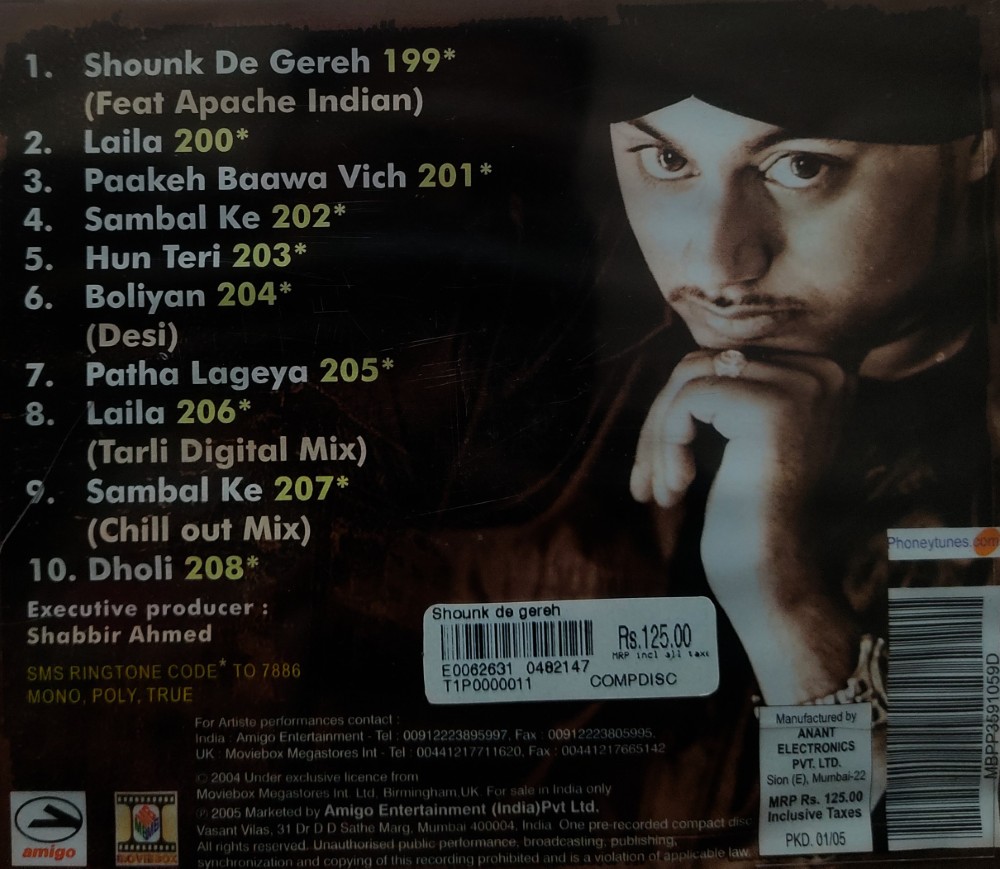 1. Shounk De Gereh 199*
(Feat Apache Indian)
2. Laila 200*
3. Paakeh Baawa Vich 201*
4. Sambal Ke 202*
5. Hun Teri 203*
6. Boliyan 204*
(Desi)
7. Patha Lageya 205*
8. Laila 206*
(Tarli Digital Mix)
9. Sambal Ke 207*
(Chill out Mix)
10. Dholi 208*
Executive producer :
Shabbir Ahmed
SMS RINGTONE CODE* TO 7886
MONO, POLY, TRUE
Phoneytunes.com
Shounk de gereh
Rs.125.00
MRP incl all taxe
E0062631 0482147
T1P0000011 COMPDISC
For Artiste performances contact :
India : Amigo Entertainment - Tel : 00912223895997, Fax : 00912223805995,
UK : Moviebox Megastores Int - Tel : 00441217711620, Fax : 00441217665142
© 2004 Under exclusive licence from
Moviebox Megastores Int. Ltd, Birmingham,UK. For sale in India only
℗ 2005 Marketed by Amigo Entertainment (India)Pvt Ltd.
Vasant Vilas, 31 Dr D D Sathe Marg, Mumbai 400004, India. One pre-recorded compact disc
All rights reserved. Unauthorised public performance, broadcasting, publishing,
synchronization and copying of this recording prohibited and is a violation of applicable law.
amigo
MOVIEBOX
Manufactured by
ANANT
ELECTRONICS
PVT. LTD.
Sion (E), Mumbai-22
MRP Rs. 125.00
Inclusive Taxes
PKD. 01/05
MBPP3591059D